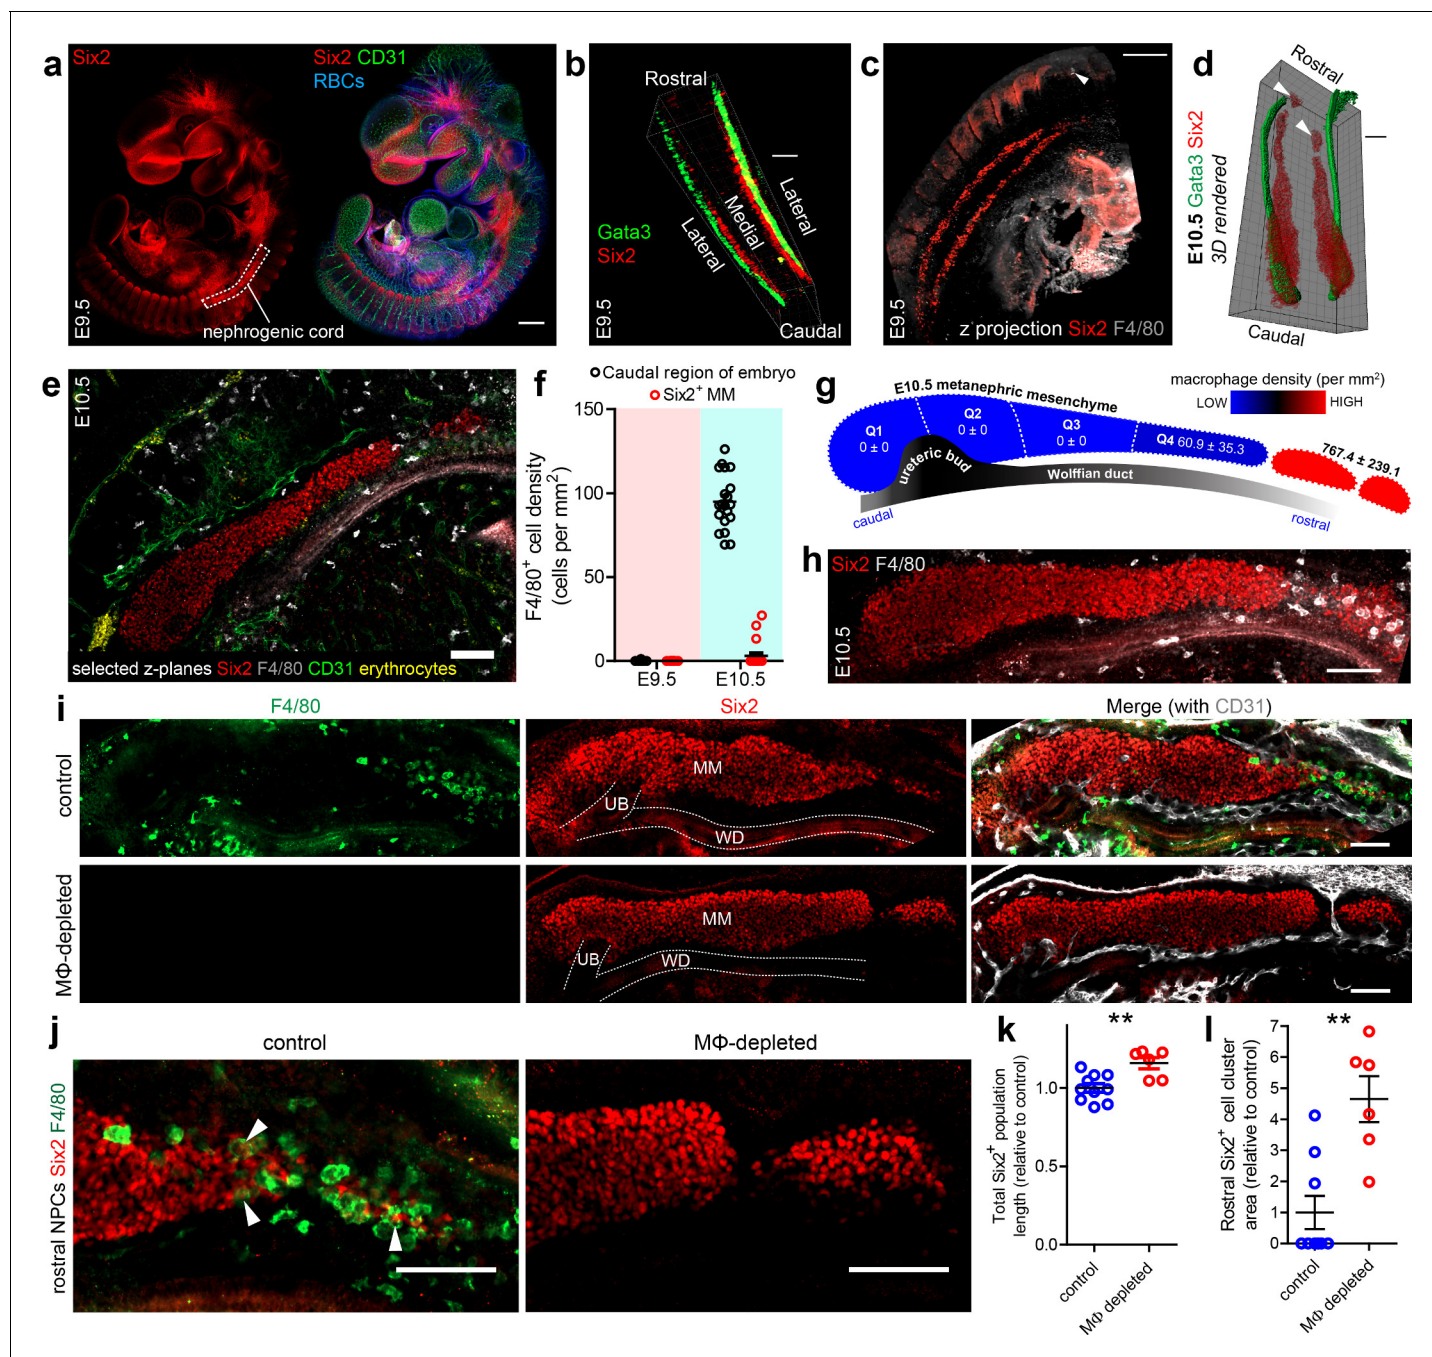 a
Six2
Six2 CD31
RBCs
E9.5
nephrogenic cord
b
Rostral
Lateral
Medial
Lateral
Gata3
Six2
E9.5
Caudal
c
E9.5
z projection Six2 F4/80
d
Rostral
E10.5 Gata3 Six2
3D rendered
Caudal
e
E10.5
selected z-planes Six2 F4/80 CD31 erythrocytes
f
Caudal region of embryo
Six2+ MM
F4/80+ cell density
(cells per mm2)
150
100
50
0
E9.5
E10.5
g
macrophage density (per mm2)
LOW
HIGH
E10.5 metanephric mesenchyme
Q1
0 ± 0
Q2
0 ± 0
Q3
0 ± 0
Q4 60.9 ± 35.3
767.4 ± 239.1
ureteric bud
Wolffian duct
caudal
rostral
h
Six2 F4/80
E10.5
i
F4/80
Six2
Merge (with CD31)
control
MM
UB
WD
MΦ-depleted
MM
UB
WD
j
control
MΦ-depleted
rostral NPCs Six2 F4/80
k
**
Total Six2+ population
length (relative to control)
1.0
0.5
0.0
control
MΦ depleted
l
**
Rostral Six2+ cell cluster
area (relative to control)
7
6
5
4
3
2
1
0
control
MΦ depleted